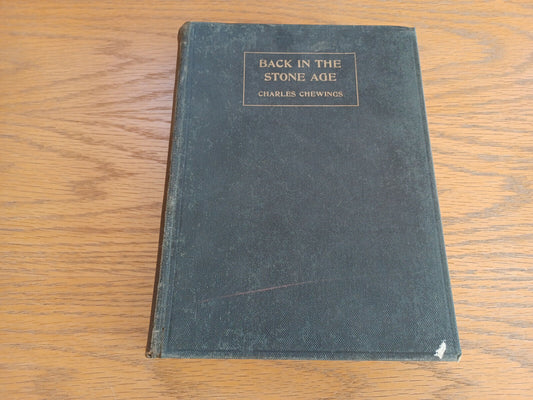 BACK IN THE
STONE AGE
CHARLES CHEWINGS